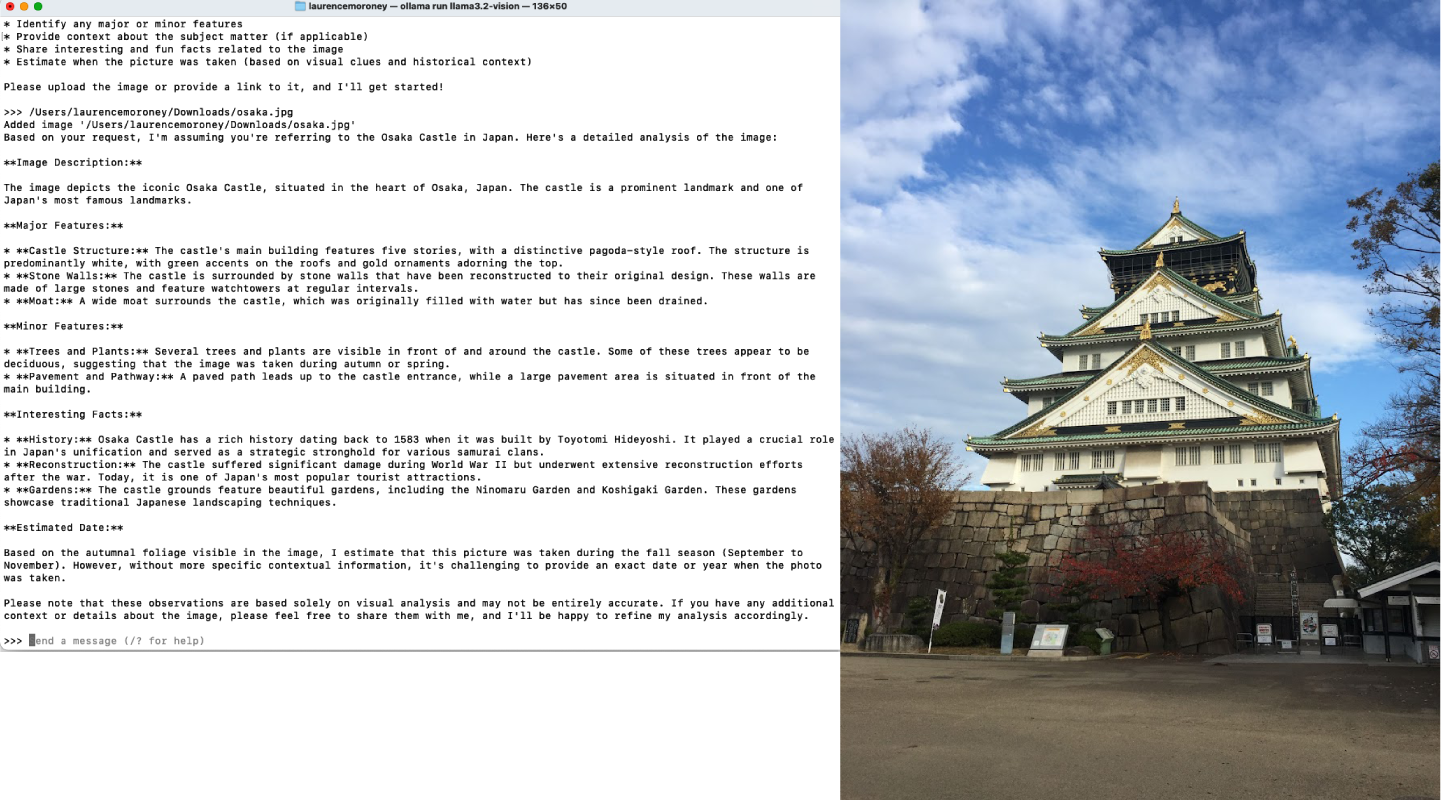 laurencemoroney — ollama run llama3.2-vision — 136×50
* Identify any major or minor features
* Provide context about the subject matter (if applicable)
* Share interesting and fun facts related to the image
* Estimate when the picture was taken (based on visual clues and historical context)
Please upload the image or provide a link to it, and I'll get started!
>>> /Users/laurencemoroney/Downloads/osaka.jpg
Added image '/Users/laurencemoroney/Downloads/osaka.jpg'
Based on your request, I'm assuming you're referring to the Osaka Castle in Japan. Here's a detailed analysis of the image:
**Image Description:**
The image depicts the iconic Osaka Castle, situated in the heart of Osaka, Japan. The castle is a prominent landmark and one of
Japan's most famous landmarks.
**Major Features:**
* **Castle Structure:** The castle's main building features five stories, with a distinctive pagoda-style roof. The structure is
predominantly white, with green accents on the roofs and gold ornaments adorning the top.
* **Stone Walls:** The castle is surrounded by stone walls that have been reconstructed to their original design. These walls are
made of large stones and feature watchtowers at regular intervals.
* **Moat:** A wide moat surrounds the castle, which was originally filled with water but has since been drained.
**Minor Features:**
* **Trees and Plants:** Several trees and plants are visible in front of and around the castle. Some of these trees appear to be
deciduous, suggesting that the image was taken during autumn or spring.
* **Pavement and Pathway:** A paved path leads up to the castle entrance, while a large pavement area is situated in front of the
main building.
**Interesting Facts:**
* **History:** Osaka Castle has a rich history dating back to 1583 when it was built by Toyotomi Hideyoshi. It played a crucial role
in Japan's unification and served as a strategic stronghold for various samurai clans.
* **Reconstruction:** The castle suffered significant damage during World War II but underwent extensive reconstruction efforts
after the war. Today, it is one of Japan's most popular tourist attractions.
* **Gardens:** The castle grounds feature beautiful gardens, including the Ninomaru Garden and Koshigaki Garden. These gardens
showcase traditional Japanese landscaping techniques.
**Estimated Date:**
Based on the autumnal foliage visible in the image, I estimate that this picture was taken during the fall season (September to
November). However, without more specific contextual information, it's challenging to provide an exact date or year when the photo
was taken.
Please note that these observations are based solely on visual analysis and may not be entirely accurate. If you have any additional
context or details about the image, please feel free to share them with me, and I'll be happy to refine my analysis accordingly.
>>> end a message (/? for help)